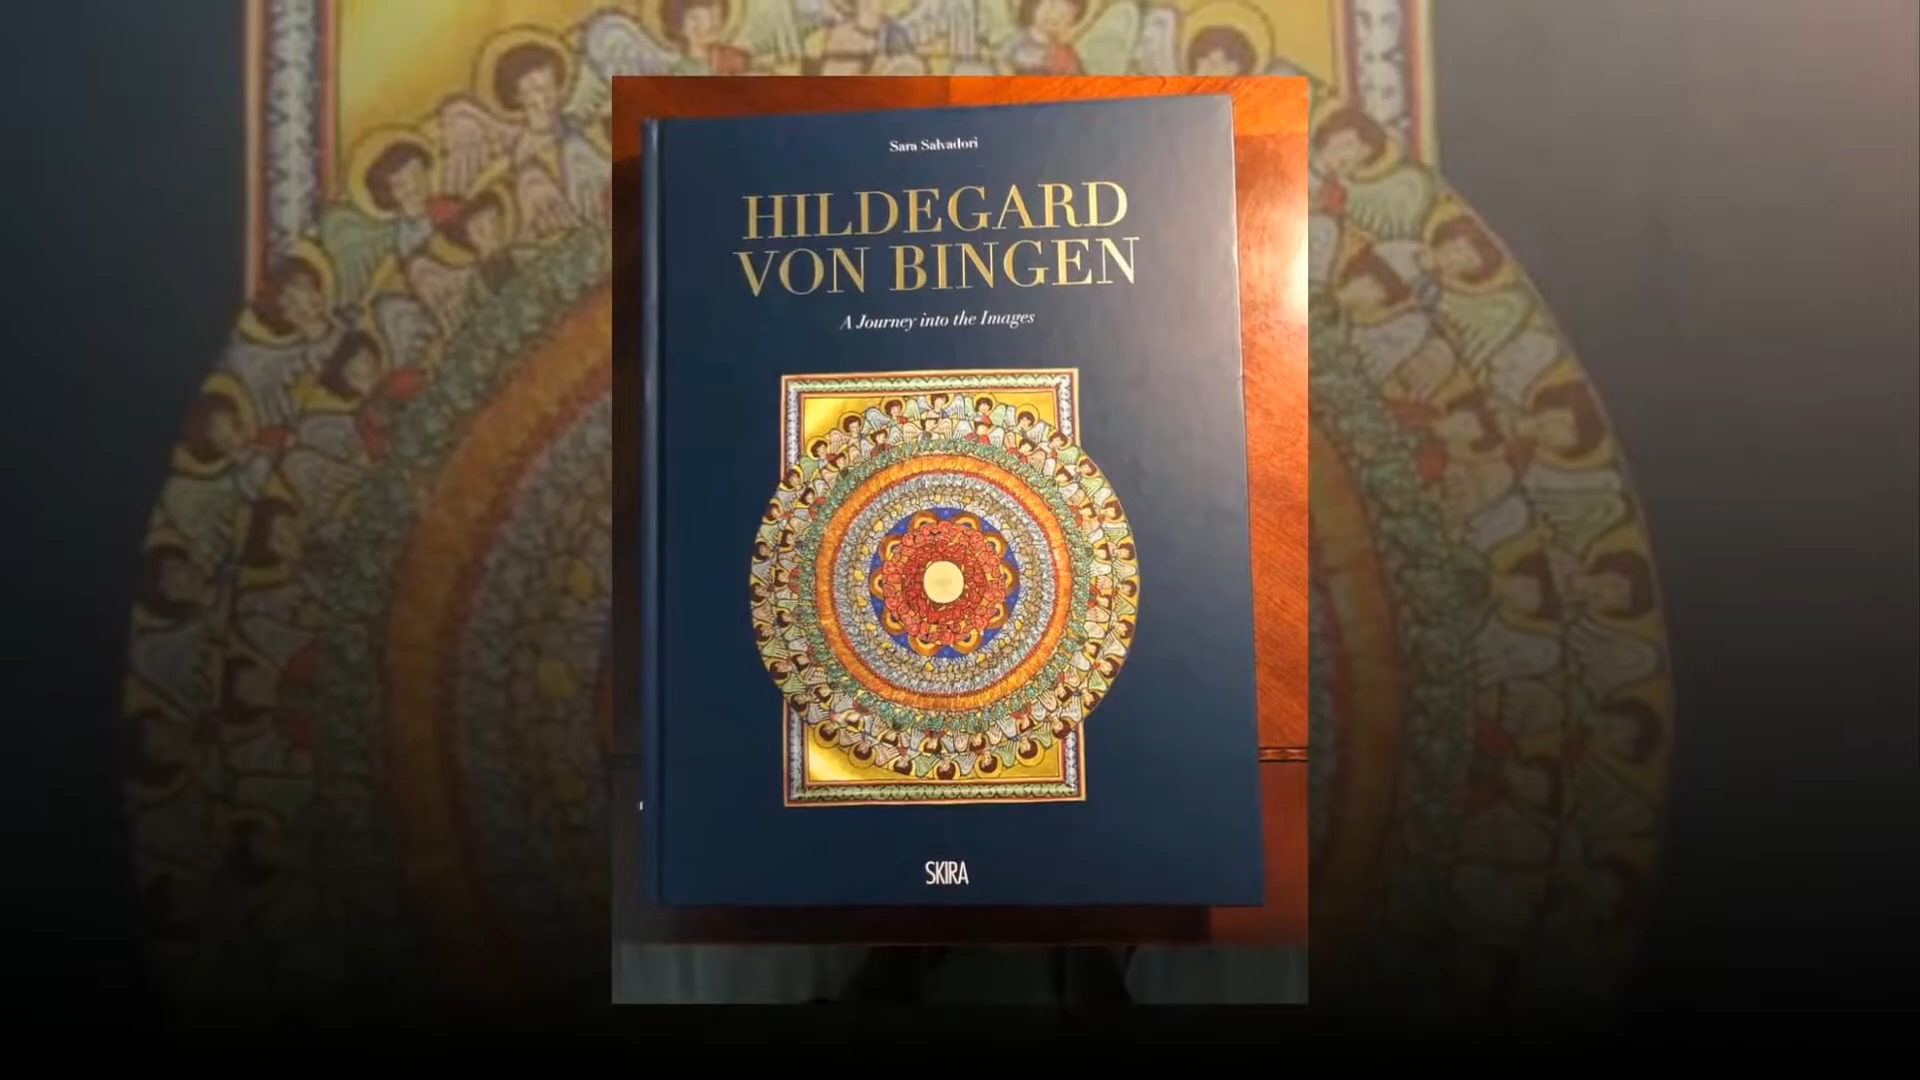 Sara Salvadori
HILDEGARD
VON BINGEN
A Journey into the Images
SKIRA